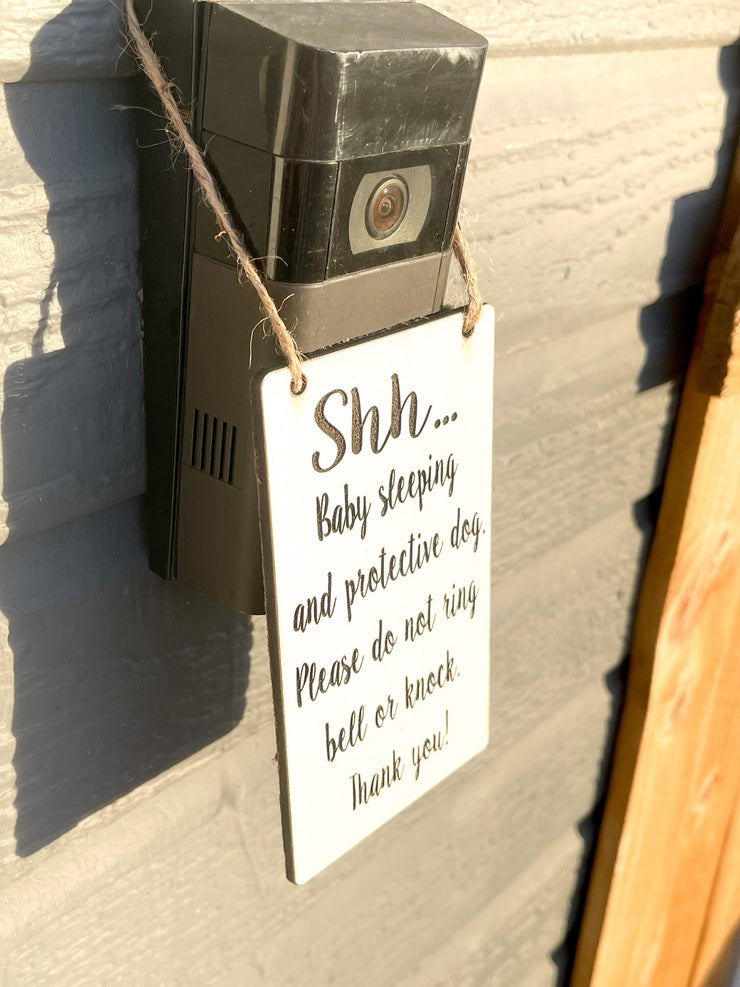 Shh...
Baby sleeping
and protective dog.
Please do not ring
bell or knock.
Thank you!